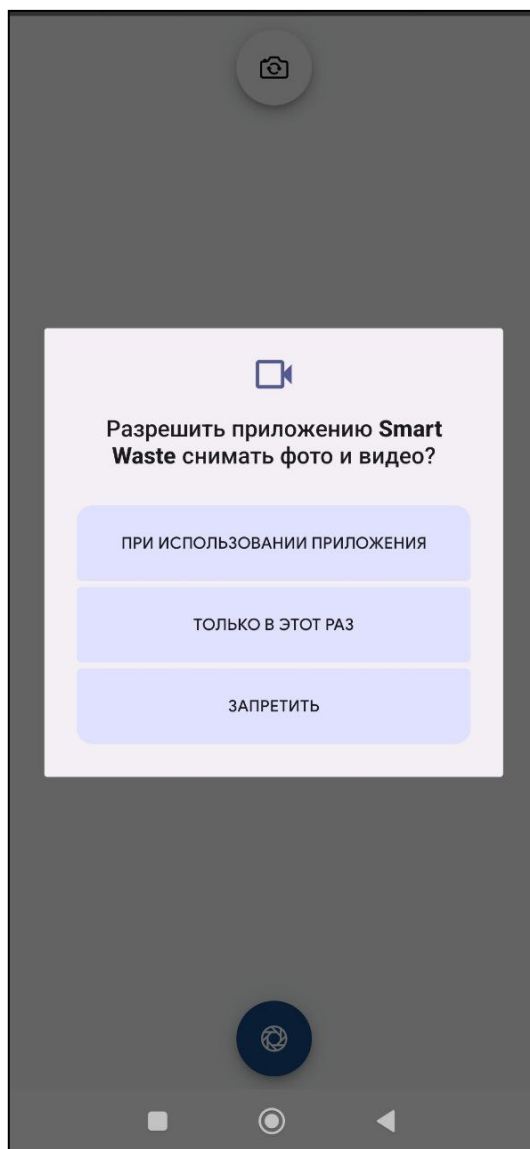 Разрешить приложению Smart
Waste снимать фото и видео?
ПРИ ИСПОЛЬЗОВАНИИ ПРИЛОЖЕНИЯ
ТОЛЬКО В ЭТОТ РАЗ
ЗАПРЕТИТЬ